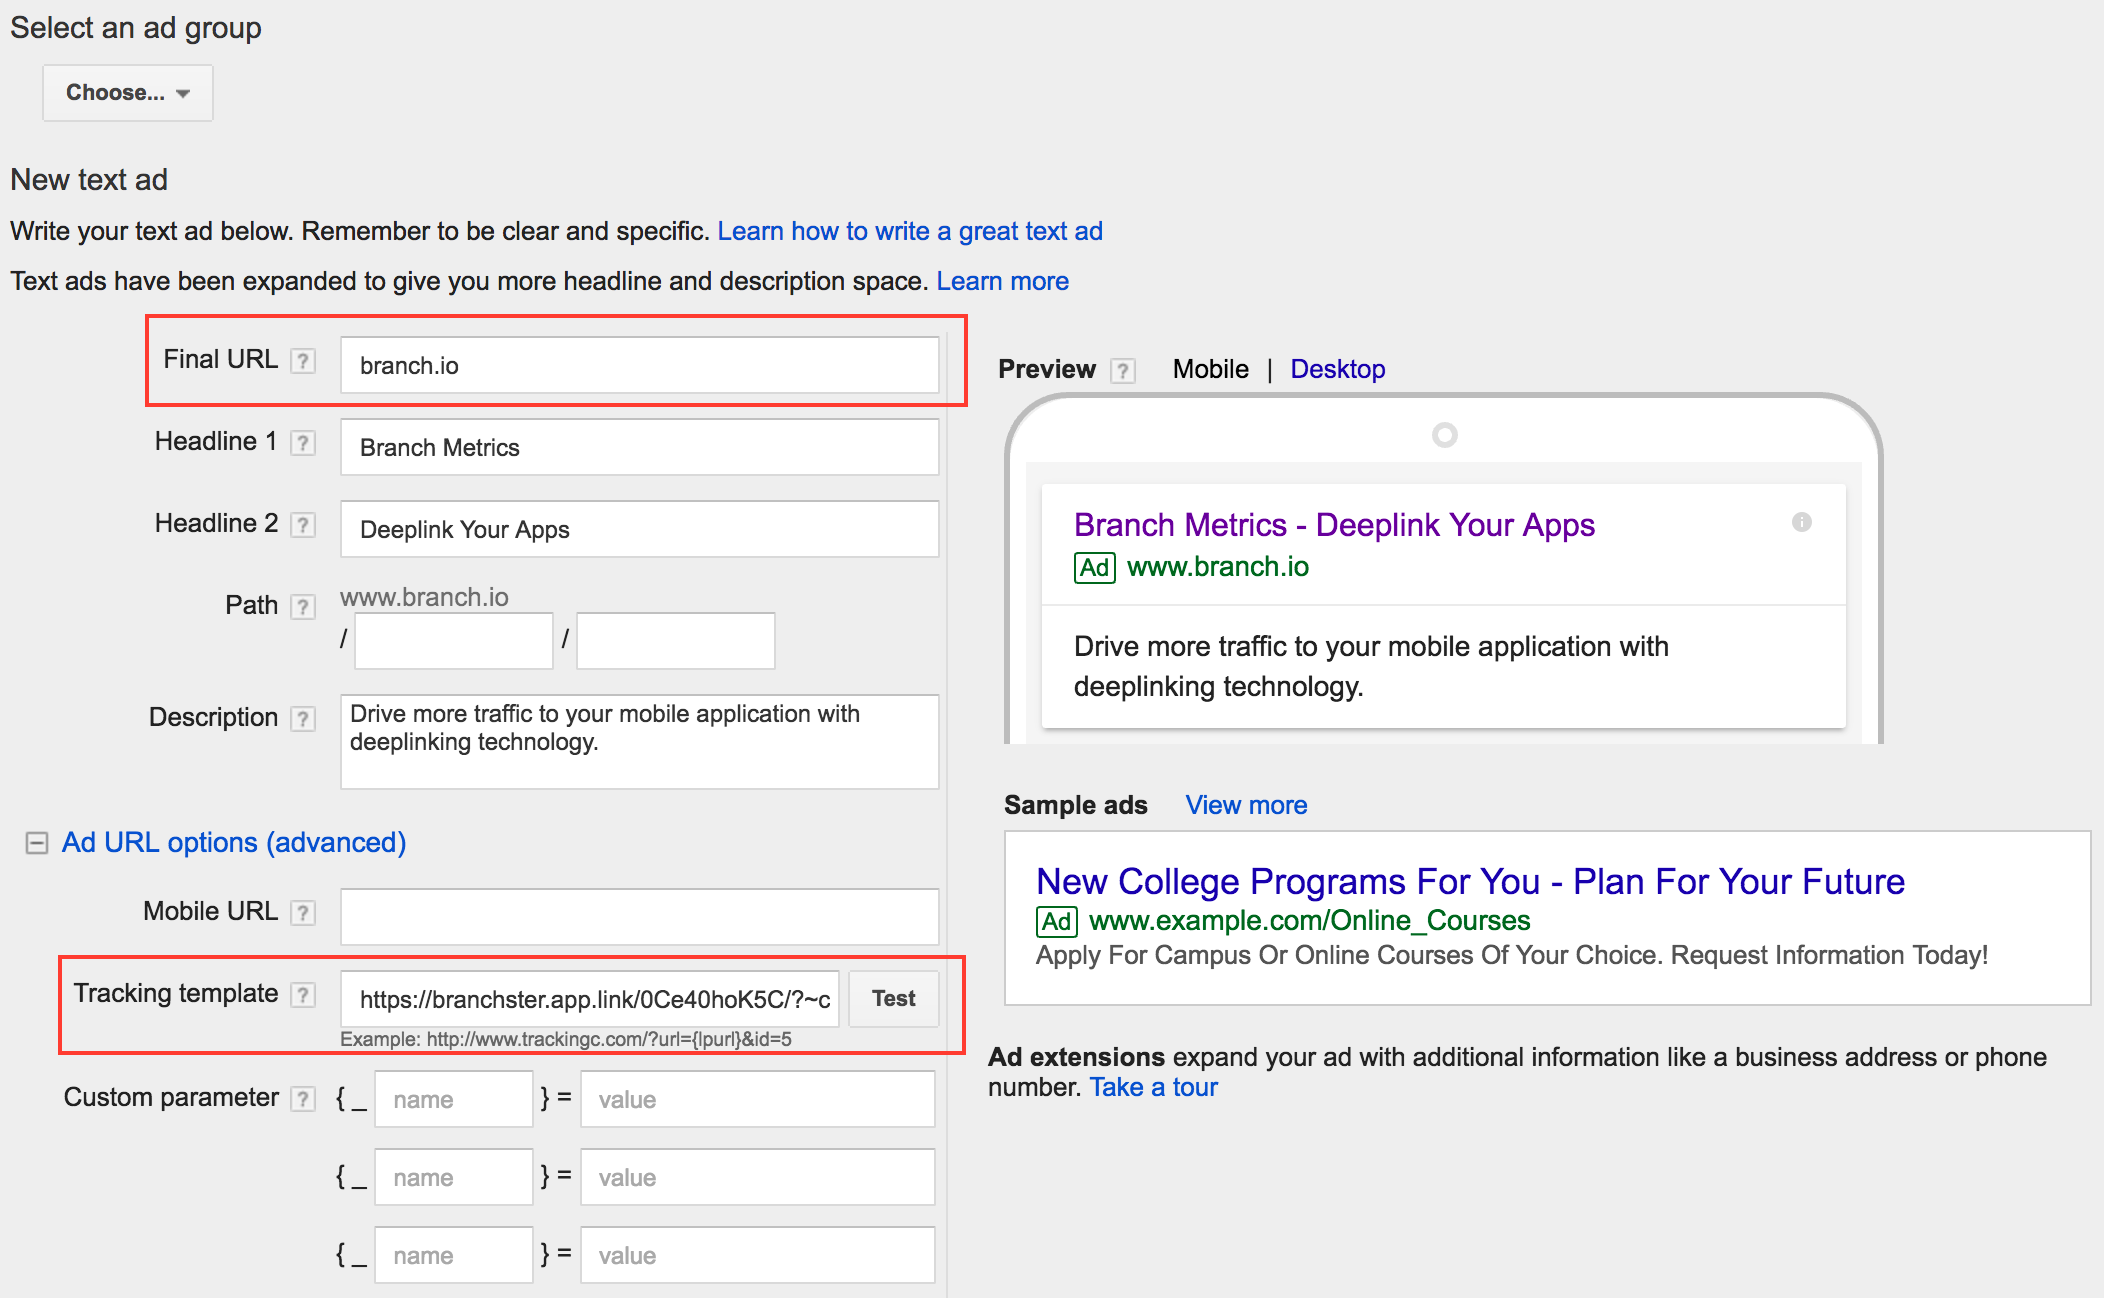 Select an ad group
Choose...
New text ad
Write your text ad below. Remember to be clear and specific. Learn how to write a great text ad
Text ads have been expanded to give you more headline and description space. Learn more
Final URL ? branch.io
Headline 1 ? Branch Metrics
Headline 2 ? Deeplink Your Apps
Path ? www.branch.io
/ /
Description ? Drive more traffic to your mobile application with
deeplinking technology.
Ad URL options (advanced)
Mobile URL ?
Tracking template ? https://branchster.app.link/0Ce40hoK5C/?~c Test
Example: http://www.trackingc.com/?url={lpurl}&id=5
Custom parameter ? {_ name } = value
{_ name } = value
{_ name } = value
Preview ? Mobile | Desktop
Branch Metrics - Deeplink Your Apps
Ad www.branch.io
Drive more traffic to your mobile application with
deeplinking technology.
Sample ads View more
New College Programs For You - Plan For Your Future
Ad www.example.com/Online_Courses
Apply For Campus Or Online Courses Of Your Choice. Request Information Today!
Ad extensions expand your ad with additional information like a business address or phone
number. Take a tour